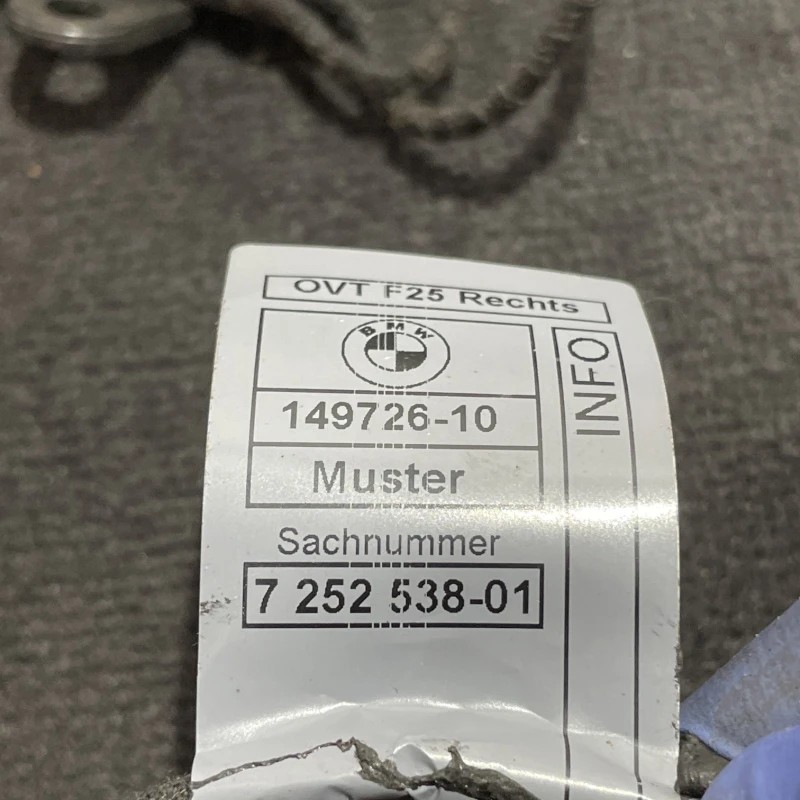 OVT F25 Rechts
BMW
149726-10
Muster
Sachnummer
7 252 538-01
INFO